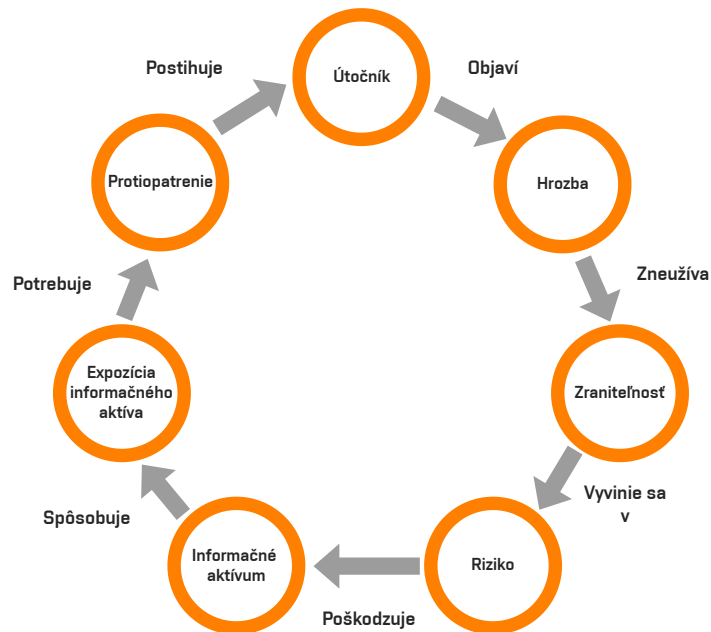 Útočník
Objaví
Hrozba
Zneužíva
Zraniteľnosť
Vyvinie sa
v
Riziko
Poškodzuje
Informačné
aktívum
Spôsobuje
Expozícia
informačného
aktíva
Potrebuje
Protiopatrenie
Postihuje